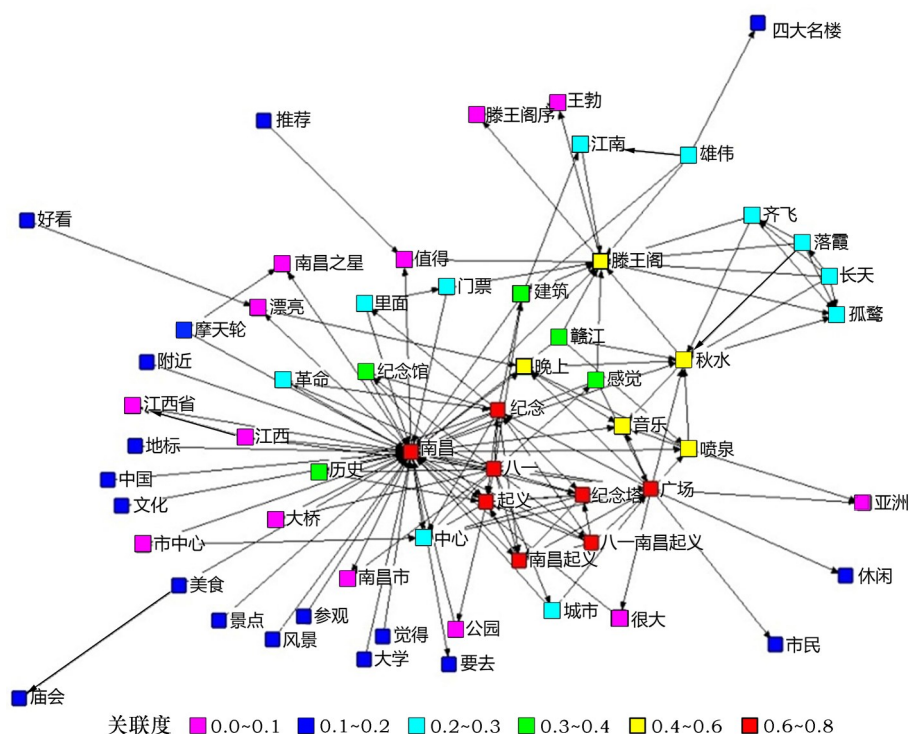 四大名楼
王勃
滕王阁序
推荐
江南
雄伟
好看
齐飞
落霞
南昌之星
值得
滕王阁
长天
门票
建筑
里面
漂亮
孤鹜
摩天轮
赣江
附近
纪念馆
晚上
秋水
革命
感觉
江西省
纪念
音乐
江西
地标
南昌
喷泉
历史
八一
中国
纪念塔
广场
文化
起义
亚洲
大桥
中心
市中心
八一南昌起义
南昌起义
南昌市
休闲
美食
城市
很大
景点
参观
公园
风景
觉得
市民
大学
要去
庙会
关联度 0.0~0.1 0.1~0.2 0.2~0.3 0.3~0.4 0.4~0.6 0.6~0.8